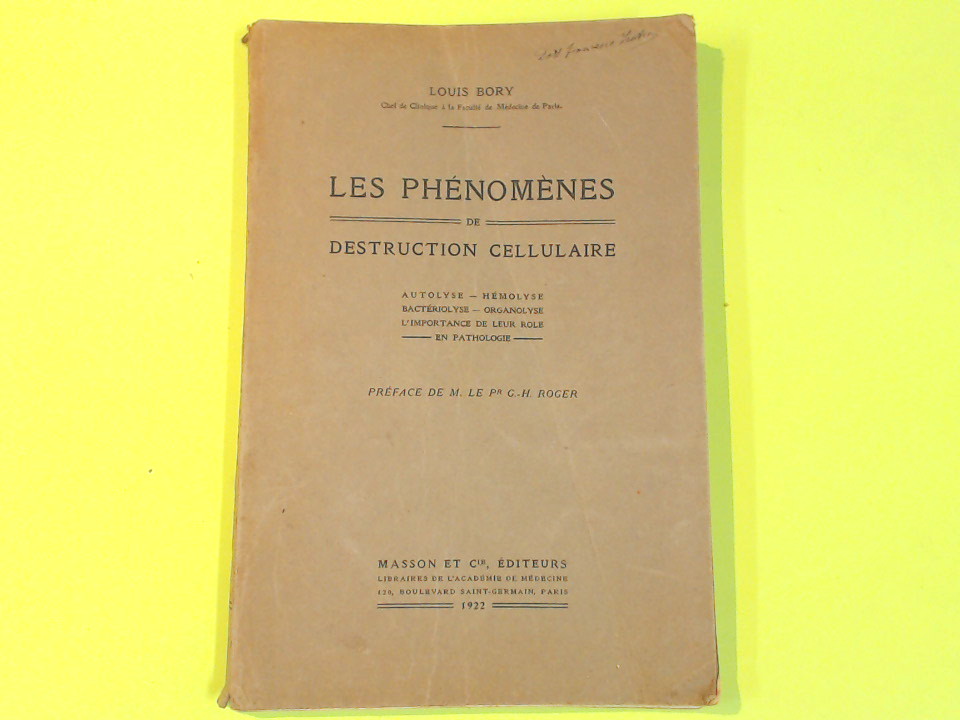 LOUIS BORY
Chef de Clinique à la Faculté de Médecine de Paris.
LES PHÉNOMÈNES
DE
DESTRUCTION CELLULAIRE
AUTOLYSE — HÉMOLYSE
BACTÉRIOLYSE — ORGANOLYSE
L'IMPORTANCE DE LEUR ROLE
EN PATHOLOGIE
PRÉFACE DE M. LE Pᴿ G.-H. ROGER
MASSON ET Cᴵᴱ, ÉDITEURS
LIBRAIRES DE L'ACADÉMIE DE MÉDECINE
120, BOULEVARD SAINT-GERMAIN, PARIS
1922